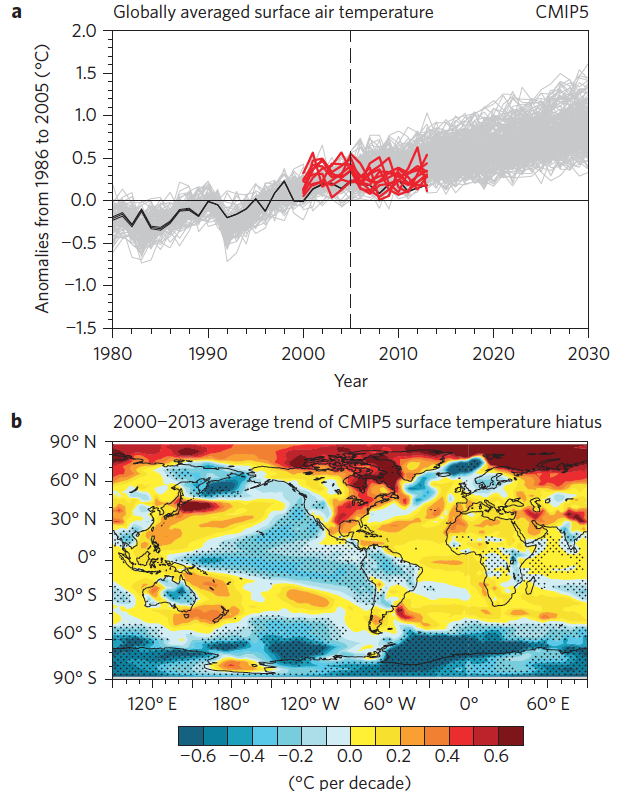 a Globally averaged surface air temperature CMIP5
Anomalies from 1986 to 2005 (°C)
2.0
1.5
1.0
0.5
0.0
−0.5
−1.0
−1.5
1980 1990 2000 2010 2020 2030
Year
b 2000–2013 average trend of CMIP5 surface temperature hiatus
90° N
60° N
30° N
0°
30° S
60° S
90° S
120° E 180° 120° W 60° W 0° 60° E
−0.6 −0.4 −0.2 0.0 0.2 0.4 0.6
(°C per decade)